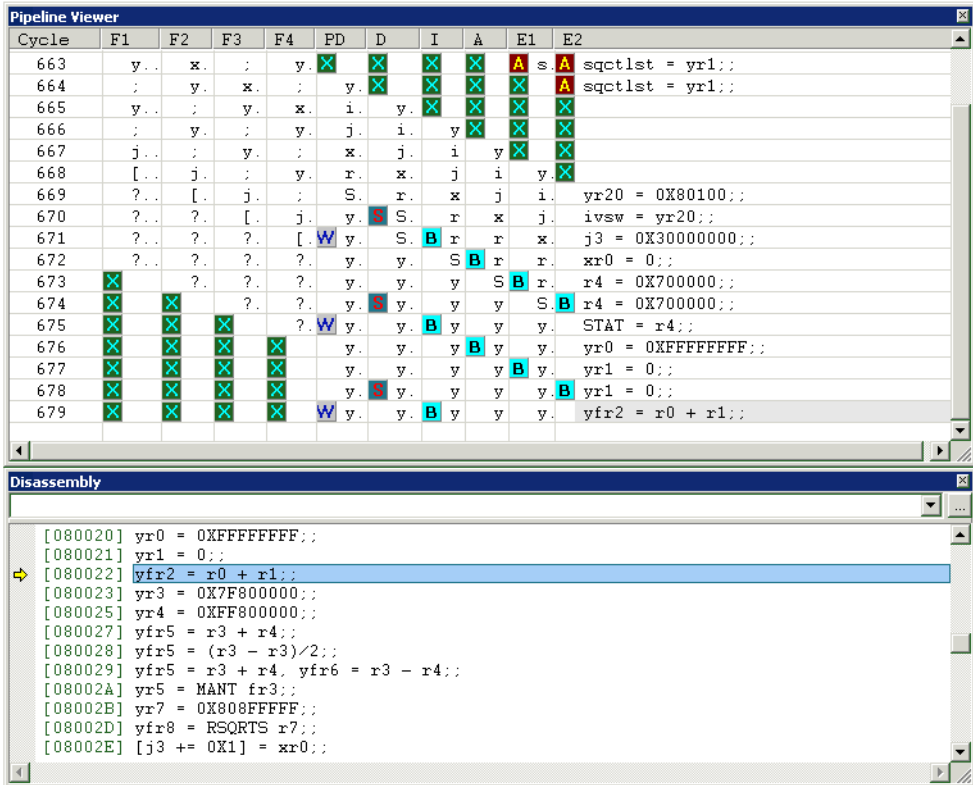 Pipeline Viewer
Cycle F1 F2 F3 F4 PD D I A E1 E2
663 y.. x. ; y. X X X X A s. A sqctlst = yr1;;
664 ; y. x. ; y. X X X X A sqctlst = yr1;;
665 y.. ; y. x. i. y. X X X X
666 ; y. ; y. j. i. y X X X
667 j.. ; y. ; x. j. i y X X
668 [.. j. ; y. r. x. j i y. X
669 ?.. [. j. ; S. r. x j i. yr20 = 0X80100;;
670 ?.. ?. [. j. y. S S. r x j. ivsw = yr20;;
671 ?.. ?. ?. [. W y. S. B r r x. j3 = 0X30000000;;
672 ?.. ?. ?. ?. y. y. S B r r. xr0 = 0;;
673 X ?. ?. ?. y. y. y S B r. r4 = 0X700000;;
674 X X ?. ?. y. S y. y y S. B r4 = 0X700000;;
675 X X X ?. W y. y. B y y y. STAT = r4;;
676 X X X X y. y. y B y y. yr0 = 0XFFFFFFFF;;
677 X X X X y. y. y y B y. yr1 = 0;;
678 X X X X y. S y. y y y. B yr1 = 0;;
679 X X X X W y. y. B y y y. yfr2 = r0 + r1;;
Disassembly
...
[080020] yr0 = 0XFFFFFFFF;;
[080021] yr1 = 0;;
[080022] yfr2 = r0 + r1;;
[080023] yr3 = 0X7F800000;;
[080025] yr4 = 0XFF800000;;
[080027] yfr5 = r3 + r4;;
[080028] yfr5 = (r3 - r3)/2;;
[080029] yfr5 = r3 + r4, yfr6 = r3 - r4;;
[08002A] yr5 = MANT fr3;;
[08002B] yr7 = 0X808FFFFF;;
[08002D] yfr8 = RSQRTS r7;;
[08002E] [j3 += 0X1] = xr0;;